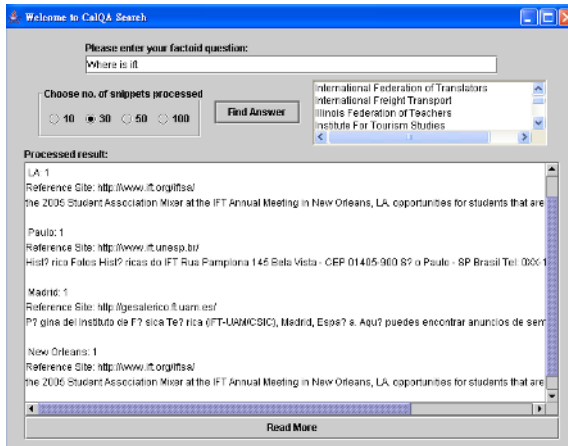 Welcome to CalQA Search
Please enter your factoid question:
Where is ift
Choose no. of snippets processed
10 30 50 100
Find Answer
International Federation of Translators
International Freight Transport
Illinois Federation of Teachers
Institute For Tourism Studies
Processed result:
LA: 1
Reference Site: http://www.ift.org/iftsa/
the 2005 Student Association Mixer at the IFT Annual Meeting in New Orleans, LA. opportunities for students that are
Paulo: 1
Reference Site: http://www.ift.unesp.br/
Hist? rico Fotos Hist? ricas do IFT Rua Pamplona 145 Bela Vista - CEP 01405-900 S? o Paulo - SP Brasil Tel: 0XX-1
Madrid: 1
Reference Site: http://gesalerico.ft.uam.es/
P? gina del Instituto de F? sica Te? rica (IFT-UAM/CSIC), Madrid, Espa? a. Aqu? puedes encontrar anuncios de sem
New Orleans: 1
Reference Site: http://www.ift.org/iftsa/
the 2005 Student Association Mixer at the IFT Annual Meeting in New Orleans, LA. opportunities for students that are
Read More